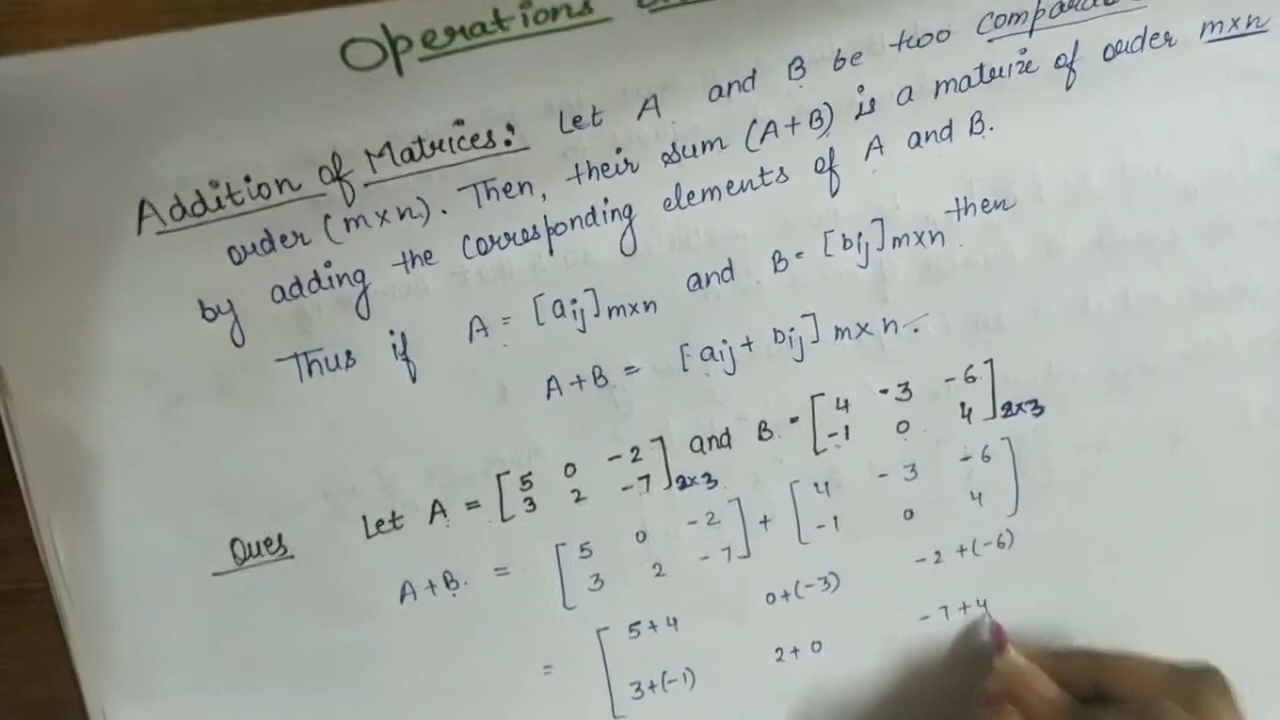 Operations
Addition of Matrices: Let A and B be two
order (m×n). Then, their sum (A+B) is a matrix of order m×n
by adding the corresponding elements of A and B.
Thus if A = [aij]m×n and B = [bij]m×n then
A+B = [aij + bij] m×n.
Ques Let A = [5 0 -2
3 2 -7]2×3 and B = [4 -3 -6
-1 0 4]2×3
A+B = [5 0 -2
3 2 -7] + [4 -3 -6
-1 0 4]
= [5+4 0+(-3) -2+(-6)
3+(-1) 2+0 -7+4